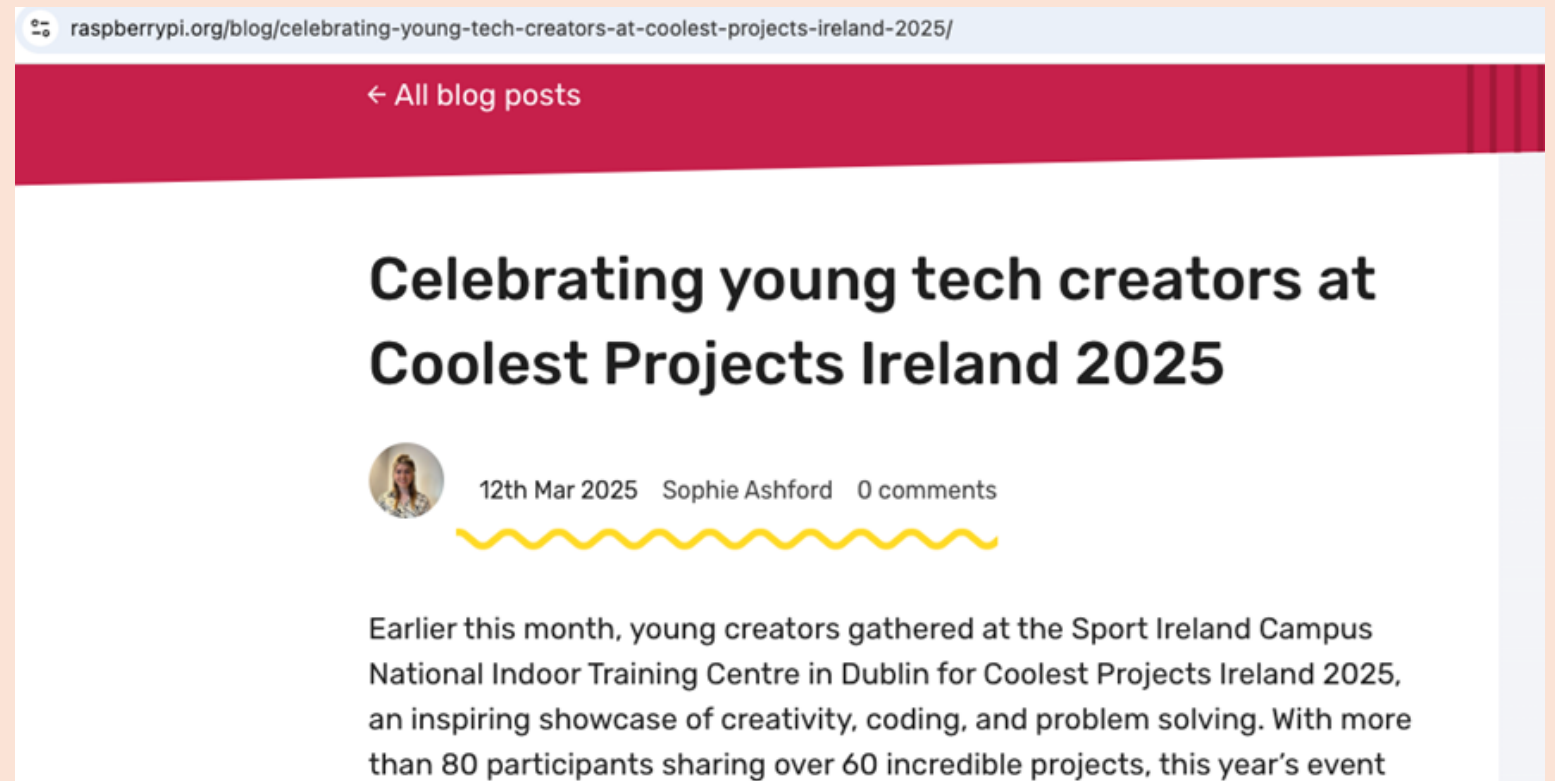 raspberrypi.org/blog/celebrating-young-tech-creators-at-coolest-projects-ireland-2025/
← All blog posts
Celebrating young tech creators at
Coolest Projects Ireland 2025
12th Mar 2025 Sophie Ashford 0 comments
Earlier this month, young creators gathered at the Sport Ireland Campus
National Indoor Training Centre in Dublin for Coolest Projects Ireland 2025,
an inspiring showcase of creativity, coding, and problem solving. With more
than 80 participants sharing over 60 incredible projects, this year’s event